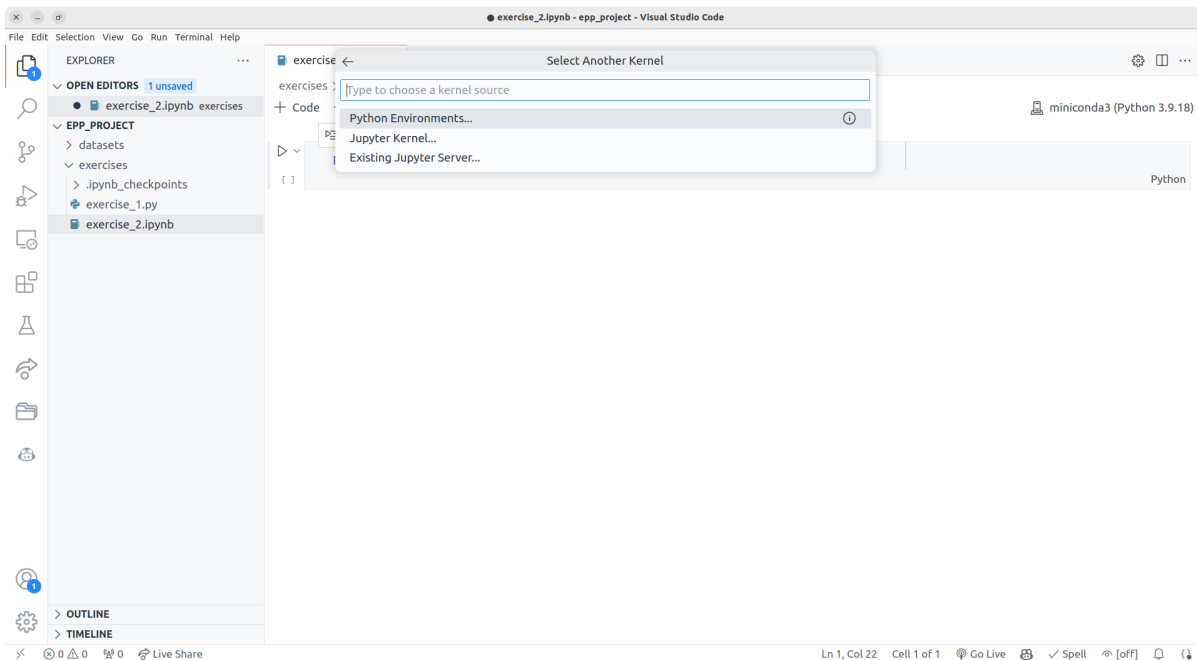 ● exercise_2.ipynb - epp_project - Visual Studio Code
File Edit Selection View Go Run Terminal Help
EXPLORER
OPEN EDITORS 1 unsaved
● exercise_2.ipynb exercises
EPP_PROJECT
datasets
exercises
.ipynb_checkpoints
exercise_1.py
exercise_2.ipynb
OUTLINE
TIMELINE
1
1
exercise
exercises
+ Code
Select Another Kernel
Type to choose a kernel source
Python Environments...
Jupyter Kernel...
Existing Jupyter Server...
miniconda3 (Python 3.9.18)
[ ]
Python
0 0 0 Live Share
Ln 1, Col 22 Cell 1 of 1 Go Live Spell [off]